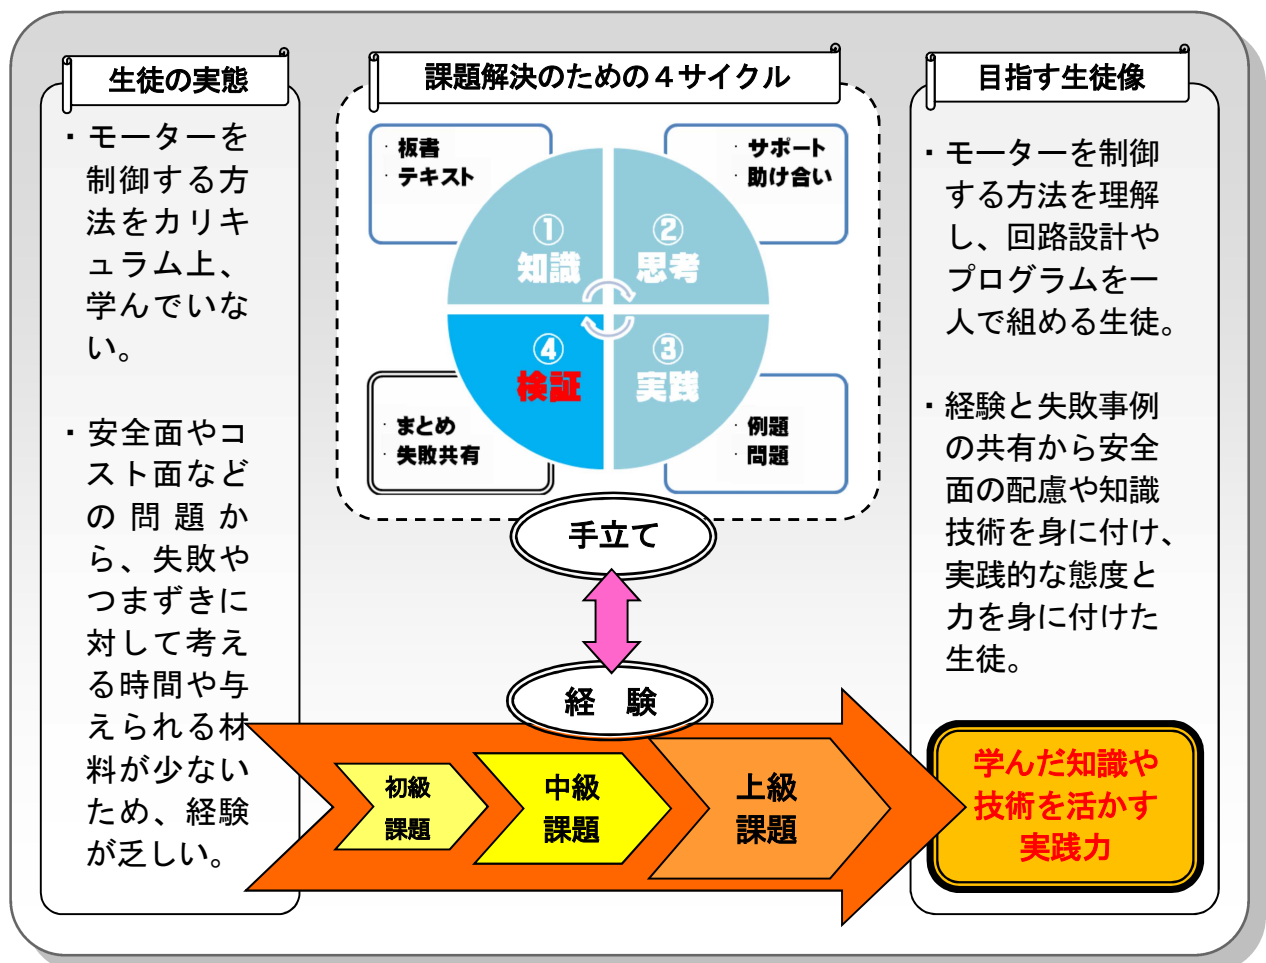 生徒の実態
・モーターを
制御する方
法をカリキ
ュラム上、
学んでいな
い。
・安全面やコ
スト面など
の問題か
ら、失敗や
つまずきに
対して考え
る時間や与
えられる材
料が少ない
ため、経験
が乏しい。
課題解決のための４サイクル
・板書
・テキスト
・サポート
・助け合い
①
知識
②
思考
④
検証
③
実践
・まとめ
・失敗共有
・例題
・問題
手立て
経　験
初級
課題
中級
課題
上級
課題
目指す生徒像
・モーターを制御
する方法を理解
し、回路設計や
プログラムを一
人で組める生徒。
・経験と失敗事例
の共有から安全
面の配慮や知識
技術を身に付け、
実践的な態度と
力を身に付けた
生徒。
学んだ知識や
技術を活かす
実践力